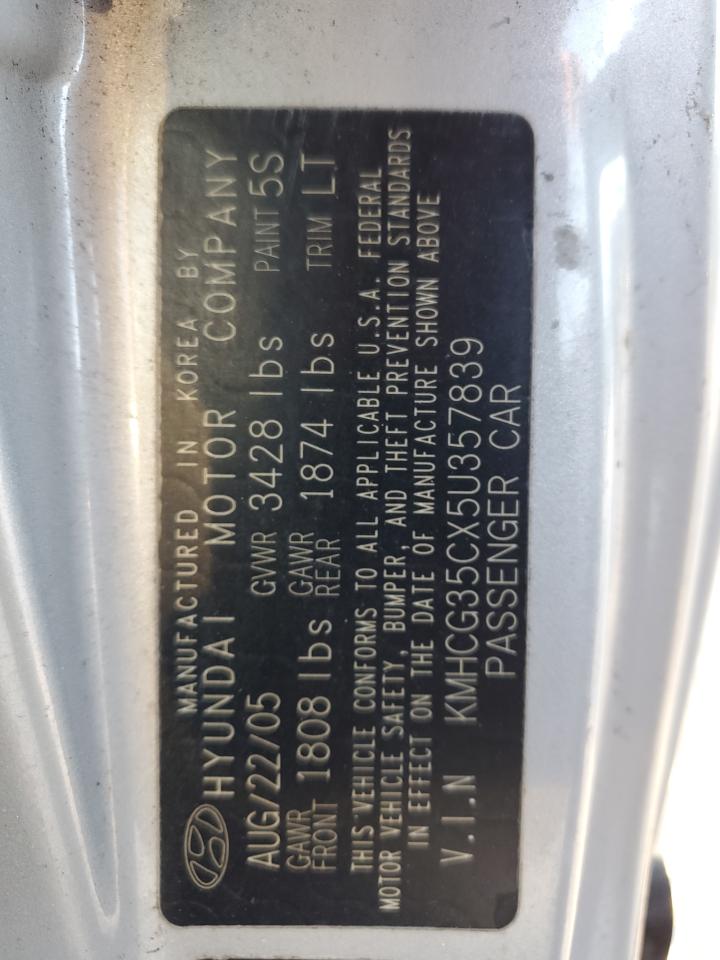 MANUFACTURED IN KOREA BY
HYUNDAI MOTOR COMPANY
AUG/22/05 GVWR 3428 lbs PAINT 5S
GAWR FRONT 1808 lbs GAWR REAR 1874 lbs TRIM LT
THIS VEHICLE CONFORMS TO ALL APPLICABLE U.S.A. FEDERAL
MOTOR VEHICLE SAFETY, BUMPER, AND THEFT PREVENTION STANDARDS
IN EFFECT ON THE DATE OF MANUFACTURE SHOWN ABOVE
V.I.N KMHCG35CX5U357839
PASSENGER CAR